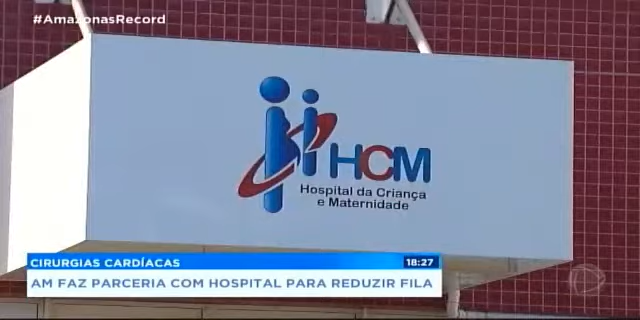 #AmazonasRecord
HCM
Hospital da Criança
e Maternidade
CIRURGIAS CARDÍACAS 18:27
AM FAZ PARCERIA COM HOSPITAL PARA REDUZIR FILA